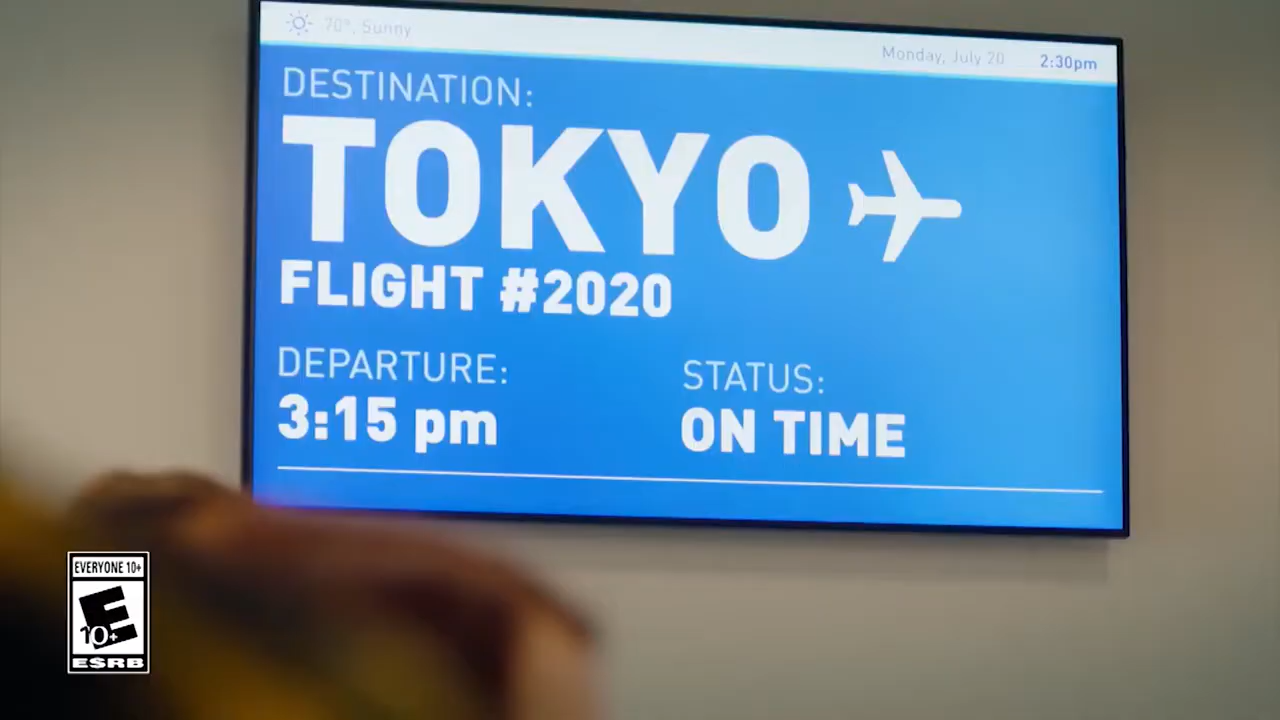 70°, Sunny
Monday, July 20 2:30pm
DESTINATION:
TOKYO
FLIGHT #2020
DEPARTURE:
3:15 pm
STATUS:
ON TIME
EVERYONE 10+
E
10+
ESRB